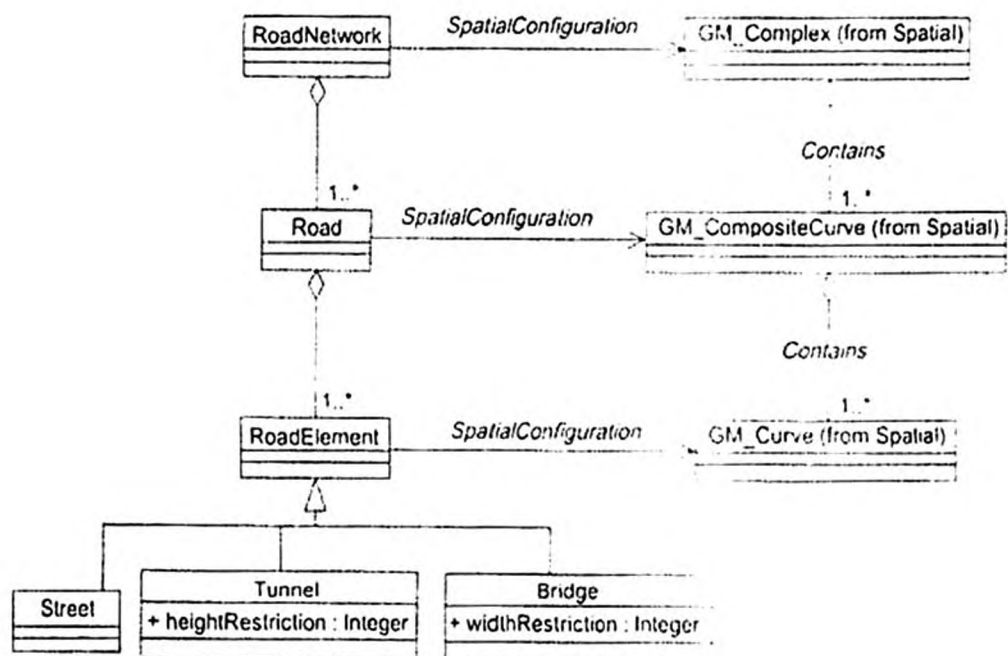 RoadNetwork
SpatialConfiguration
GM_Complex (from Spatial)
Contains
1..*
1..*
Road
SpatialConfiguration
GM_CompositeCurve (from Spatial)
Contains
1..*
1..*
RoadElement
SpatialConfiguration
GM_Curve (from Spatial)
Street
Tunnel
+ heightRestriction : Integer
Bridge
+ widthRestriction : Integer